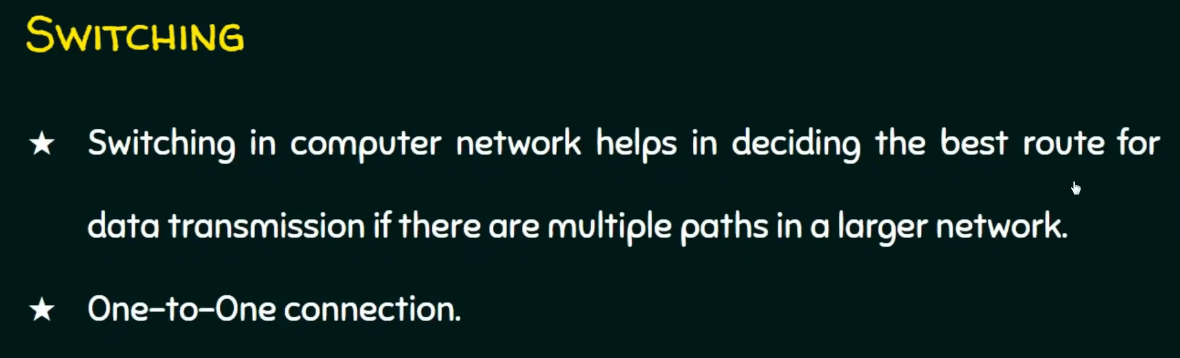 SWITCHING
★ Switching in computer network helps in deciding the best route for
data transmission if there are multiple paths in a larger network.
★ One-to-One connection.